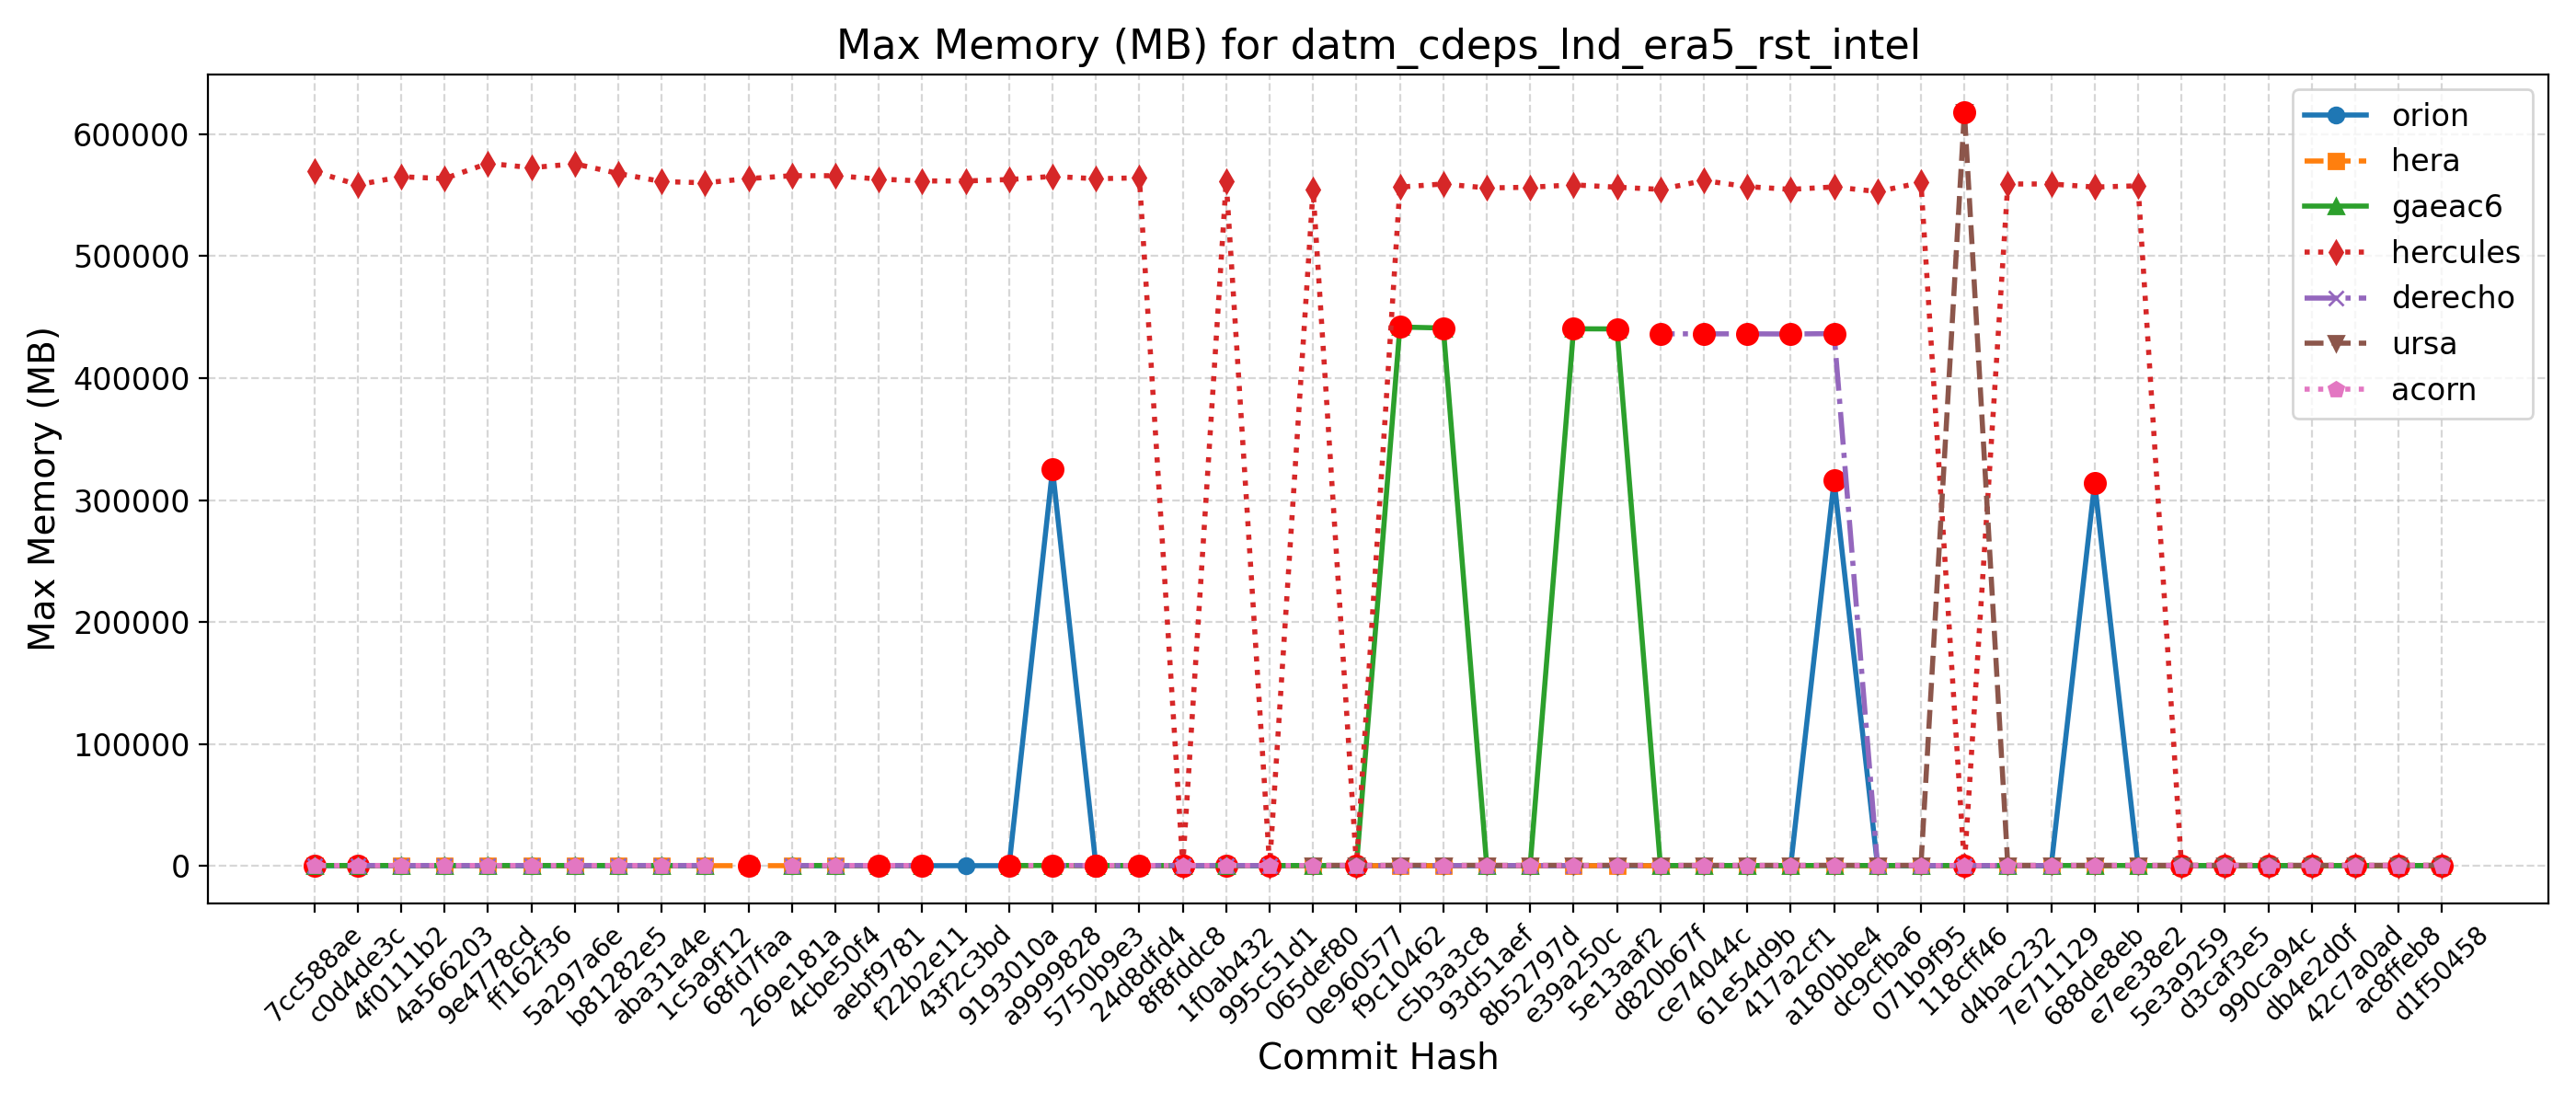 Max Memory (MB) for datm_cdeps_lnd_era5_rst_intel
Max Memory (MB)
600000
500000
400000
300000
200000
100000
0
orion
hera
gaeac6
hercules
derecho
ursa
acorn
7cc588ae
c0d4de3c
4f0111b2
4a566203
9e4778cd
ff162f36
5a297a6e
b81282e5
aba31a4e
1c5a9f12
68fd7faa
269e181a
4cbe50f4
aebf9781
f22b2e11
43f2c3bd
9193010a
a9999828
5750b9e3
24d8dfd4
8f8fddc8
1f0ab432
995c51d1
065def80
0e960577
f9c10462
c5b3a3c8
93d51aef
8b52797d
e39a250c
5e13aaf2
d820b67f
ce74044c
61e54d9b
417a2cf1
a180bbe4
dc9cfba6
071b9f95
118cff46
d4bac232
7e711129
688de8eb
e7ee38e2
5e3a9259
d3caf3e5
990ca94c
db4e2d0f
42c7a0ad
ac8ffeb8
d1f50458
Commit Hash